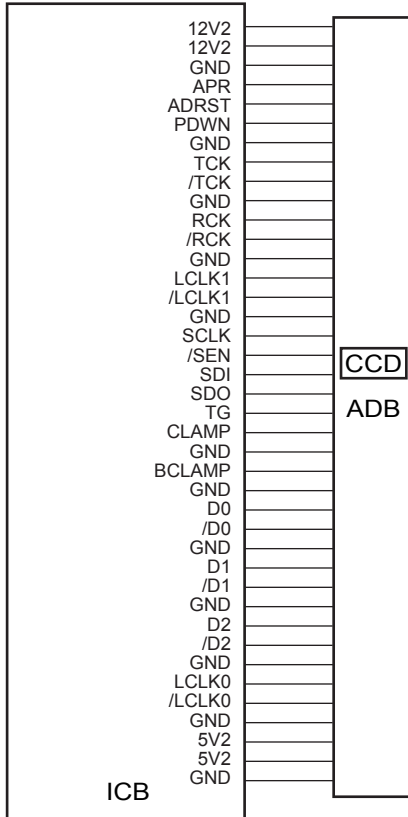 12V2
12V2
GND
APR
ADRST
PDWN
GND
TCK
/TCK
GND
RCK
/RCK
GND
LCLK1
/LCLK1
GND
SCLK
/SEN
SDI
SDO
TG
CLAMP
GND
BCLAMP
GND
D0
/D0
GND
D1
/D1
GND
D2
/D2
GND
LCLK0
/LCLK0
GND
5V2
5V2
GND
ICB
CCD
ADB